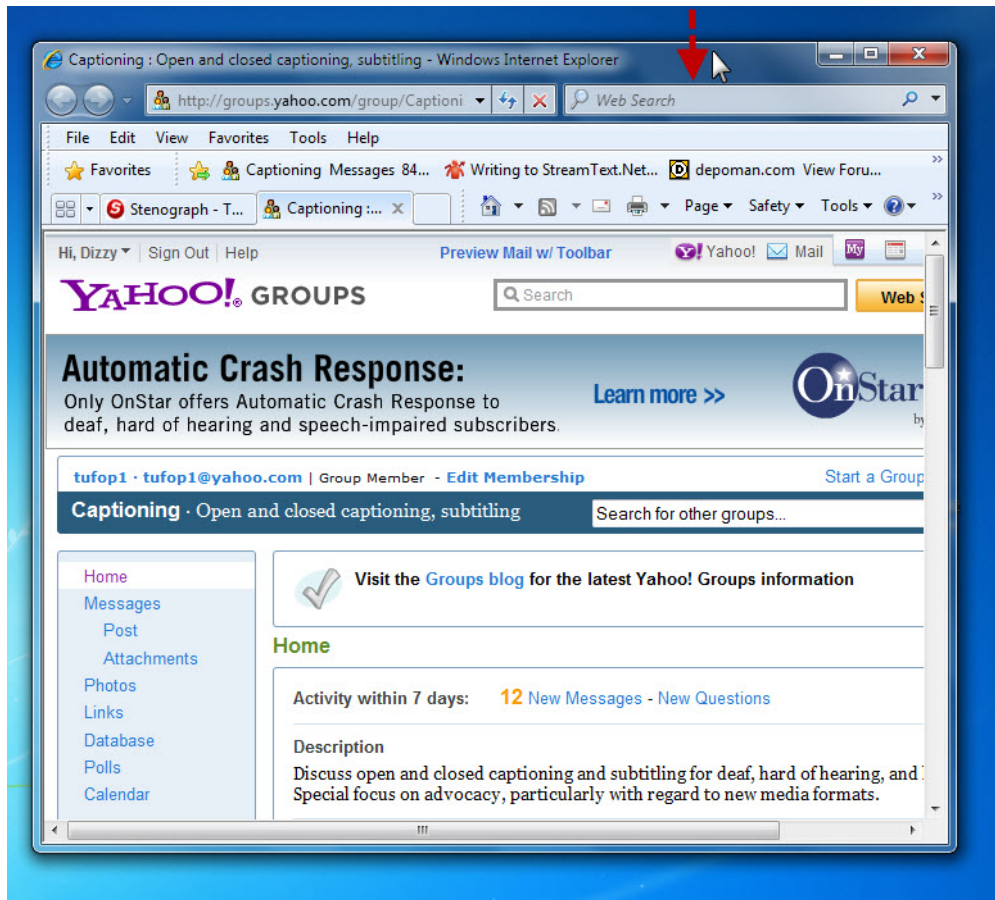 Captioning : Open and closed captioning, subtitling - Windows Internet Explorer
http://groups.yahoo.com/group/Captioni Web Search
File Edit View Favorites Tools Help
Favorites Captioning Messages 84... Writing to StreamText.Net... depoman.com View Foru...
Stenograph - T... Captioning :... Page Safety Tools
Hi, Dizzy Sign Out Help Preview Mail w/ Toolbar Y! Yahoo! Mail My
YAHOO!® GROUPS Search Web S
Automatic Crash Response:
Only OnStar offers Automatic Crash Response to
deaf, hard of hearing and speech-impaired subscribers.
Learn more >>
OnStar
by
tufop1 · tufop1@yahoo.com | Group Member - Edit Membership Start a Group
Captioning · Open and closed captioning, subtitling Search for other groups...
Home
Messages
Post
Attachments
Photos
Links
Database
Polls
Calendar
Visit the Groups blog for the latest Yahoo! Groups information
Home
Activity within 7 days: 12 New Messages - New Questions
Description
Discuss open and closed captioning and subtitling for deaf, hard of hearing, and
Special focus on advocacy, particularly with regard to new media formats.